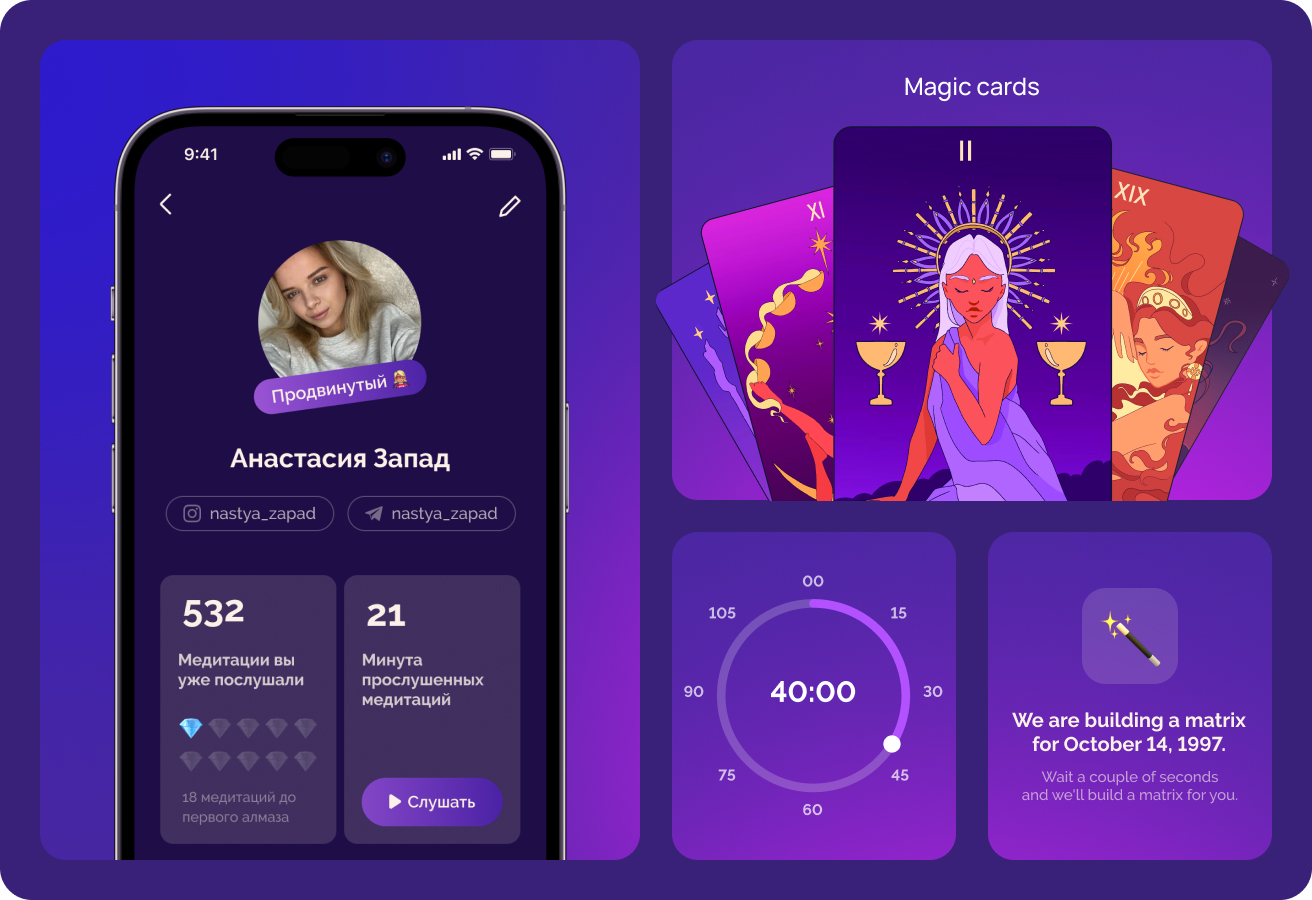 9:41
Продвинутый
Анастасия Запад
nastya_zapad
nastya_zapad
532
Медитации вы
уже послушали
18 медитаций до
первого алмаза
21
Минута
прослушенных
медитаций
Слушать
Magic cards
XI
II
XIX
00
15
30
45
60
75
90
105
40:00
We are building a matrix
for October 14, 1997.
Wait a couple of seconds
and we'll build a matrix for you.